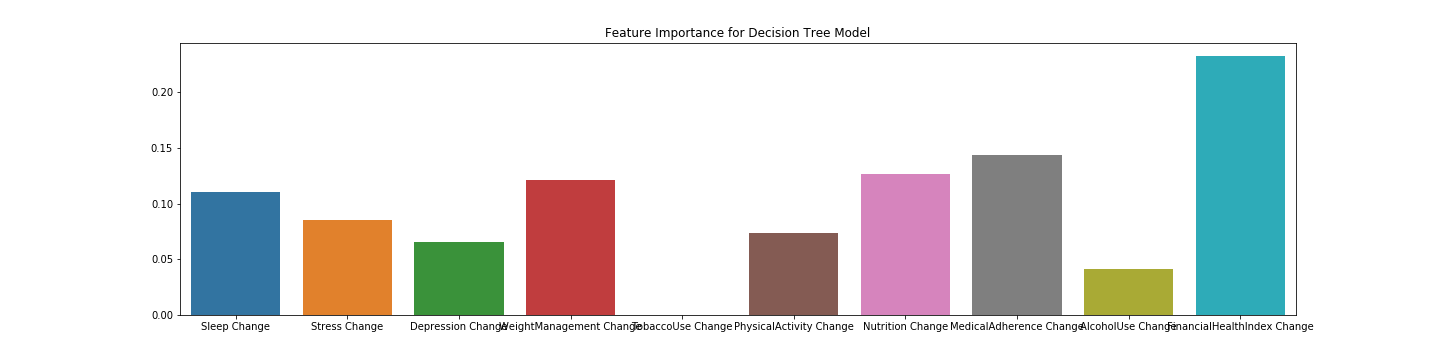 Feature Importance for Decision Tree Model
0.20
0.15
0.10
0.05
0.00
Sleep Change Stress Change Depression Change WeightManagement Change TobaccoUse Change PhysicalActivity Change Nutrition Change MedicalAdherence Change AlcoholUse Change FinancialHealthIndex Change